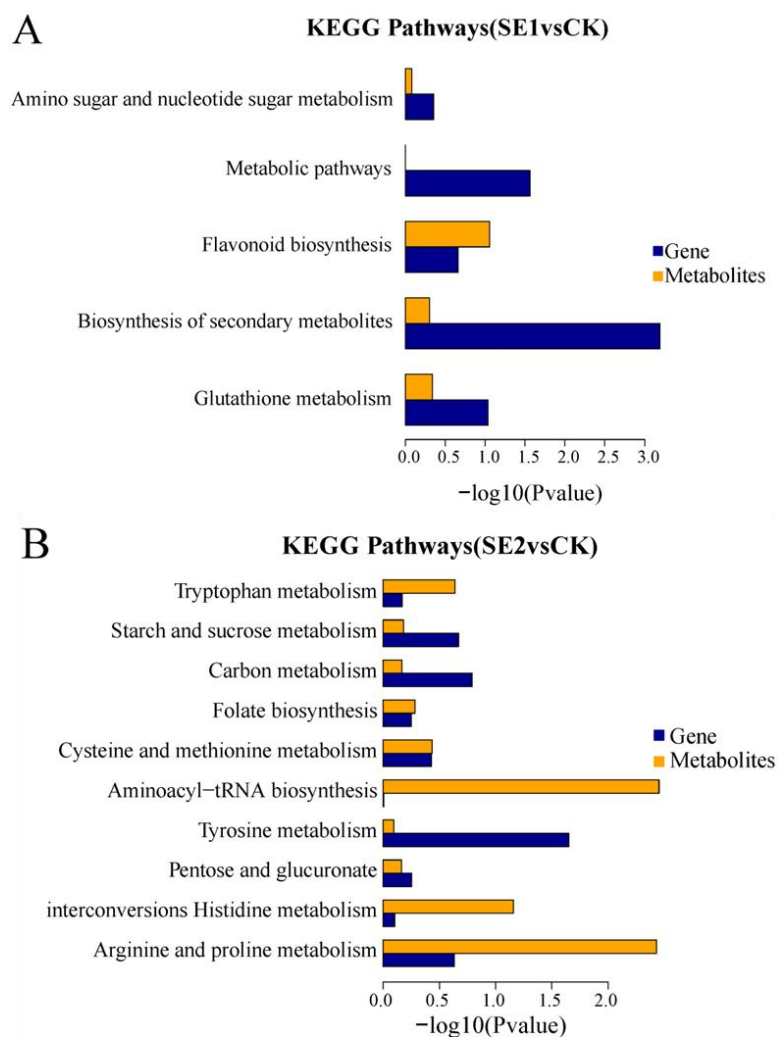 A
KEGG Pathways(SE1vsCK)
Amino sugar and nucleotide sugar metabolism
Metabolic pathways
Flavonoid biosynthesis
Biosynthesis of secondary metabolites
Glutathione metabolism
Gene
Metabolites
0.0 0.5 1.0 1.5 2.0 2.5 3.0
−log10(Pvalue)
B
KEGG Pathways(SE2vsCK)
Tryptophan metabolism
Starch and sucrose metabolism
Carbon metabolism
Folate biosynthesis
Cysteine and methionine metabolism
Aminoacyl−tRNA biosynthesis
Tyrosine metabolism
Pentose and glucuronate
interconversions Histidine metabolism
Arginine and proline metabolism
Gene
Metabolites
0.0 0.5 1.0 1.5 2.0
−log10(Pvalue)